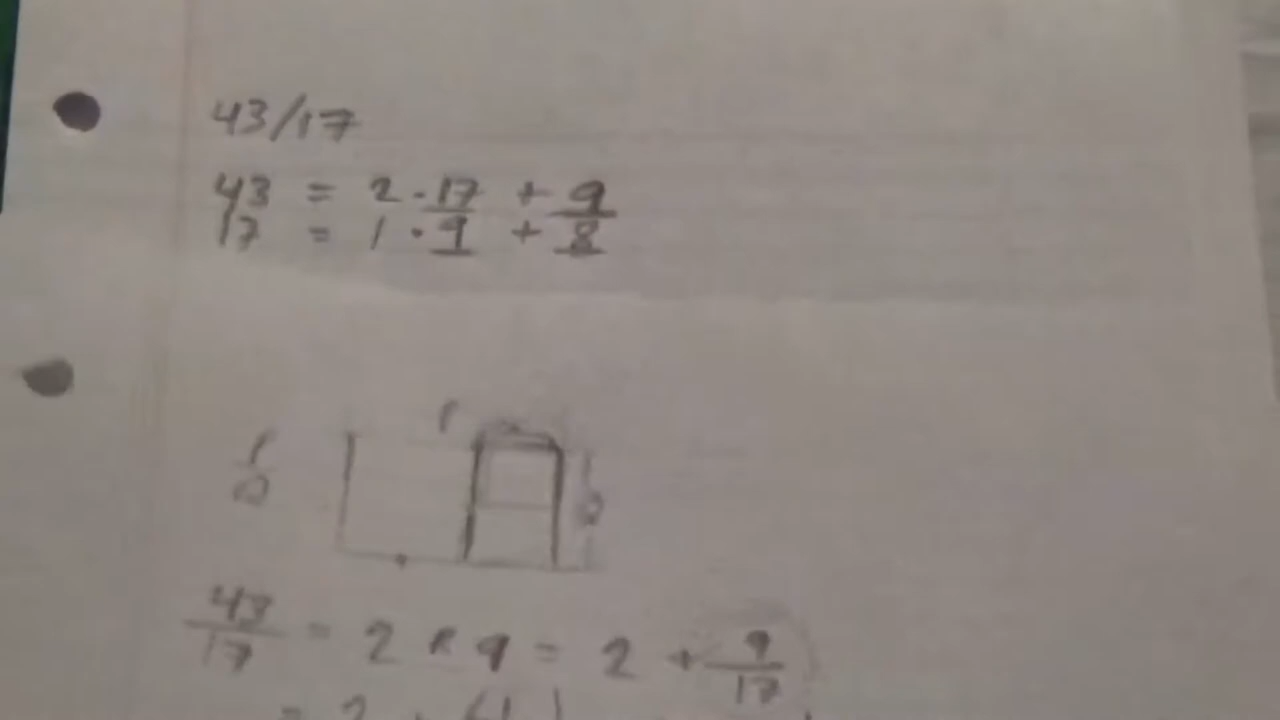 43/17
43 = 2 · 17 + 9
17 = 1 · 9 + 8
r
43/17 = 2 R 9 = 2 + 9/17
= 2 + (1